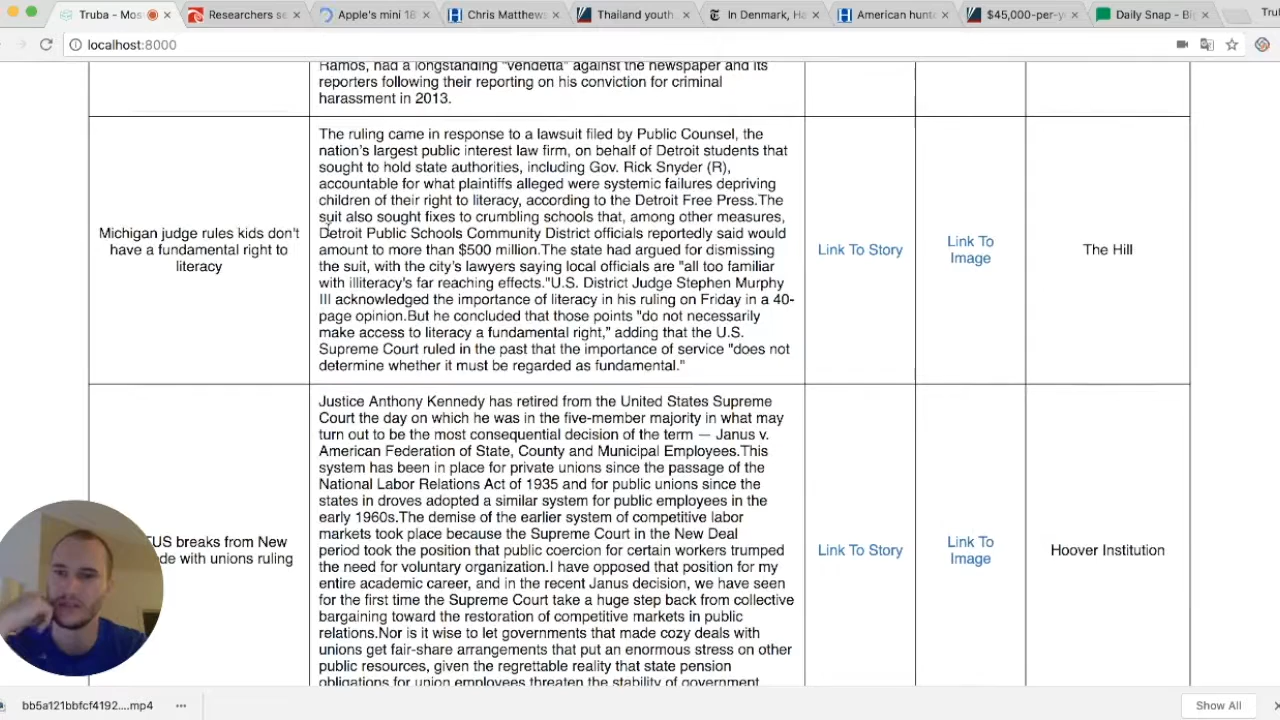 Truba - Mos
Researchers se
Apple's mini 18
Chris Matthews
Thailand youth
In Denmark, Ha
American hunt
$45,000-per-y
Daily Snap - Bi
localhost:8000
Ramos, had a longstanding "vendetta" against the newspaper and its
reporters following their reporting on his conviction for criminal
harassment in 2013.
Michigan judge rules kids don't
have a fundamental right to
literacy
The ruling came in response to a lawsuit filed by Public Counsel, the
nation's largest public interest law firm, on behalf of Detroit students that
sought to hold state authorities, including Gov. Rick Snyder (R),
accountable for what plaintiffs alleged were systemic failures depriving
children of their right to literacy, according to the Detroit Free Press.The
suit also sought fixes to crumbling schools that, among other measures,
Detroit Public Schools Community District officials reportedly said would
amount to more than $500 million.The state had argued for dismissing
the suit, with the city's lawyers saying local officials are "all too familiar
with illiteracy's far reaching effects."U.S. District Judge Stephen Murphy
III acknowledged the importance of literacy in his ruling on Friday in a 40-
page opinion.But he concluded that those points "do not necessarily
make access to literacy a fundamental right," adding that the U.S.
Supreme Court ruled in the past that the importance of service "does not
determine whether it must be regarded as fundamental."
Link To Story
Link To
Image
The Hill
TUS breaks from New
de with unions ruling
Justice Anthony Kennedy has retired from the United States Supreme
Court the day on which he was in the five-member majority in what may
turn out to be the most consequential decision of the term — Janus v.
American Federation of State, County and Municipal Employees.This
system has been in place for private unions since the passage of the
National Labor Relations Act of 1935 and for public unions since the
states in droves adopted a similar system for public employees in the
early 1960s.The demise of the earlier system of competitive labor
markets took place because the Supreme Court in the New Deal
period took the position that public coercion for certain workers trumped
the need for voluntary organization.I have opposed that position for my
entire academic career, and in the recent Janus decision, we have seen
for the first time the Supreme Court take a huge step back from collective
bargaining toward the restoration of competitive markets in public
relations.Nor is it wise to let governments that made cozy deals with
unions get fair-share arrangements that put an enormous stress on other
public resources, given the regrettable reality that state pension
obligations for union employees threaten the stability of government
Link To Story
Link To
Image
Hoover Institution
bb5a121bbfcf4192....mp4
Show All